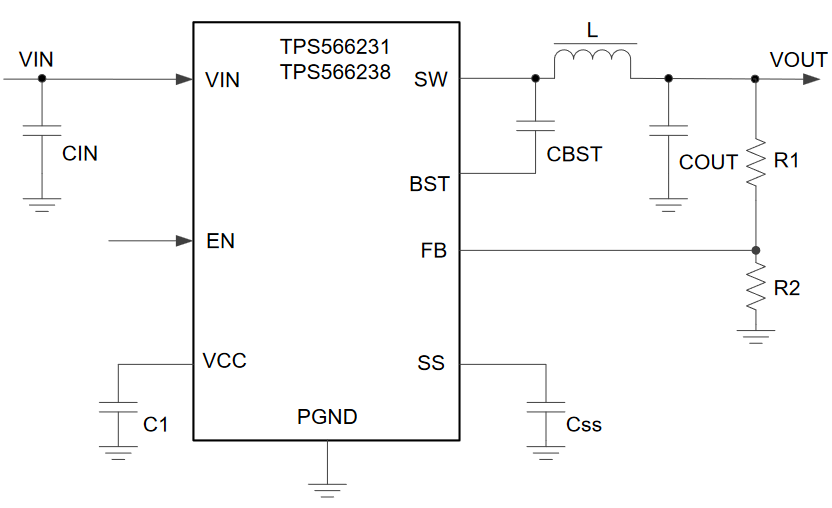 TPS566231
TPS566238
VIN
VIN
SW
L
VOUT
CIN
CBST
COUT
R1
BST
EN
FB
R2
VCC
SS
C1
PGND
Css